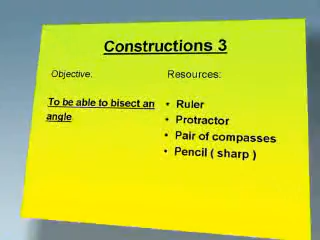 Constructions 3
Objective:
Resources:
To be able to bisect an
angle.
• Ruler
• Protractor
• Pair of compasses
• Pencil ( sharp )